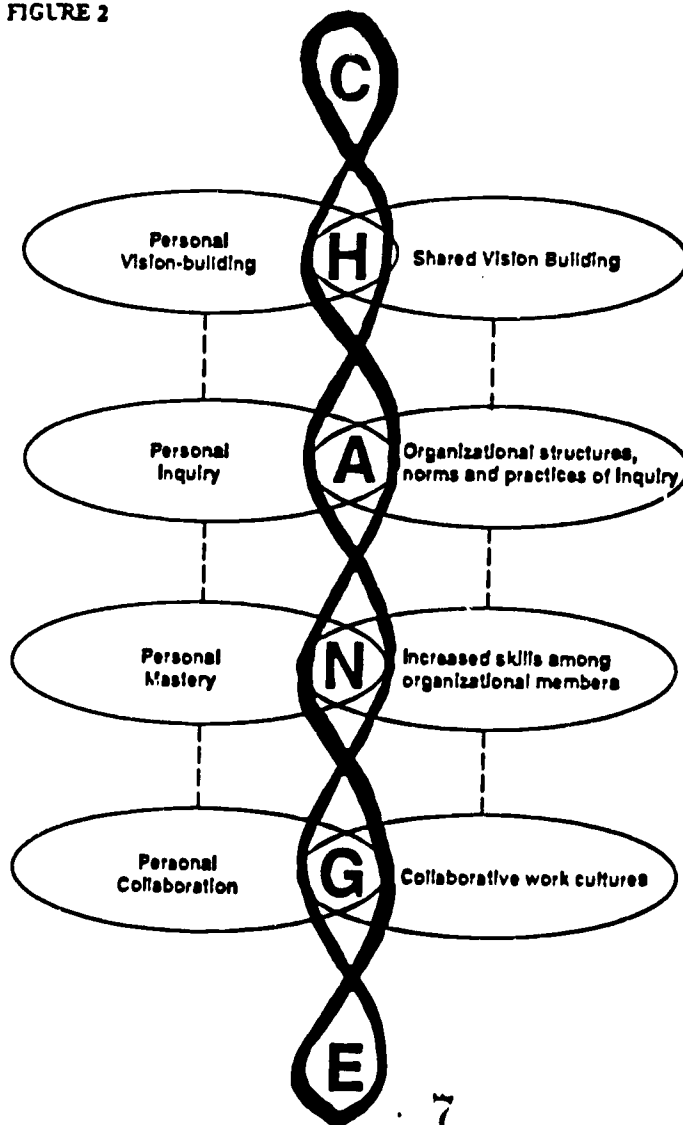 FIGURE 2
C
Personal
Vision-building
H
Shared Vision Building
Personal
Inquiry
A
Organizational structures,
norms and practices of Inquiry
Personal
Mastery
N
Increased skills among
organizational members
Personal
Collaboration
G
Collaborative work cultures
E
7